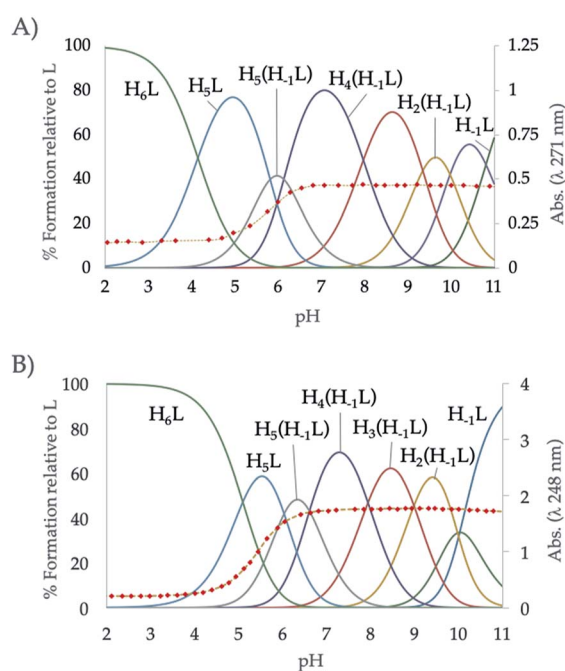 A)
100
80
60
40
20
0
% Formation relative to L
1.25
1
0.75
0.5
0.25
0
Abs. (λ 271 nm)
H₆L
H₅L
H₅(H₋₁L)
H₄(H₋₁L)
H₂(H₋₁L)
H₋₁L
2 3 4 5 6 7 8 9 10 11
pH
B)
100
80
60
40
20
0
% Formation relative to L
4
3
2
1
0
Abs. (λ 248 nm)
H₆L
H₅L
H₅(H₋₁L)
H₄(H₋₁L)
H₃(H₋₁L)
H₂(H₋₁L)
H₋₁L
2 3 4 5 6 7 8 9 10 11
pH